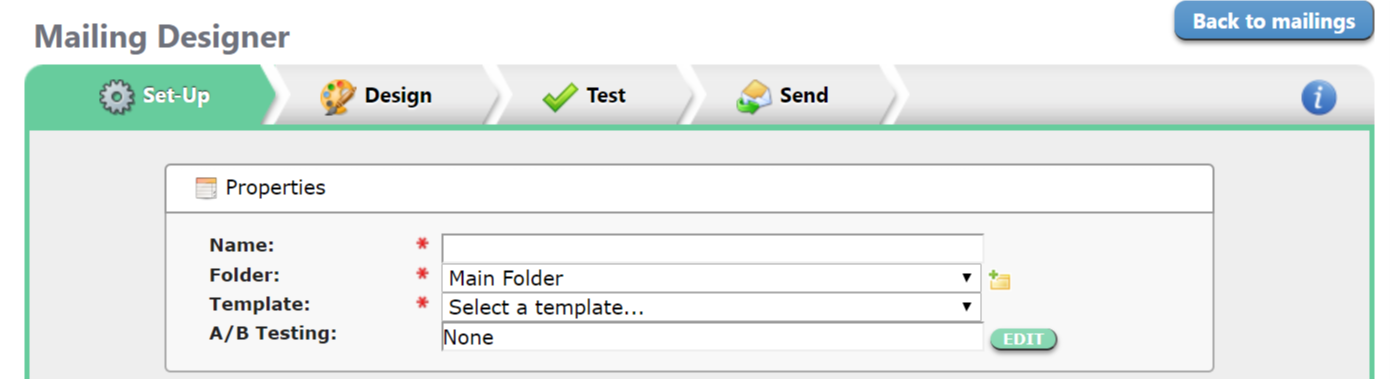 Back to mailings
Mailing Designer
Set-Up Design Test Send i
Properties
Name: *
Folder: * Main Folder
Template: * Select a template...
A/B Testing: None EDIT